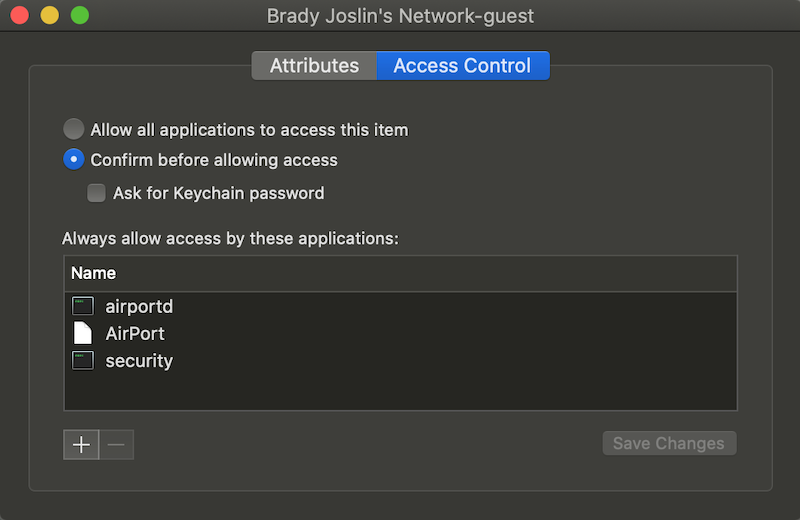 Brady Joslin's Network-guest
Attributes
Access Control
Allow all applications to access this item
Confirm before allowing access
Ask for Keychain password
Always allow access by these applications:
Name
airportd
AirPort
security
Save Changes